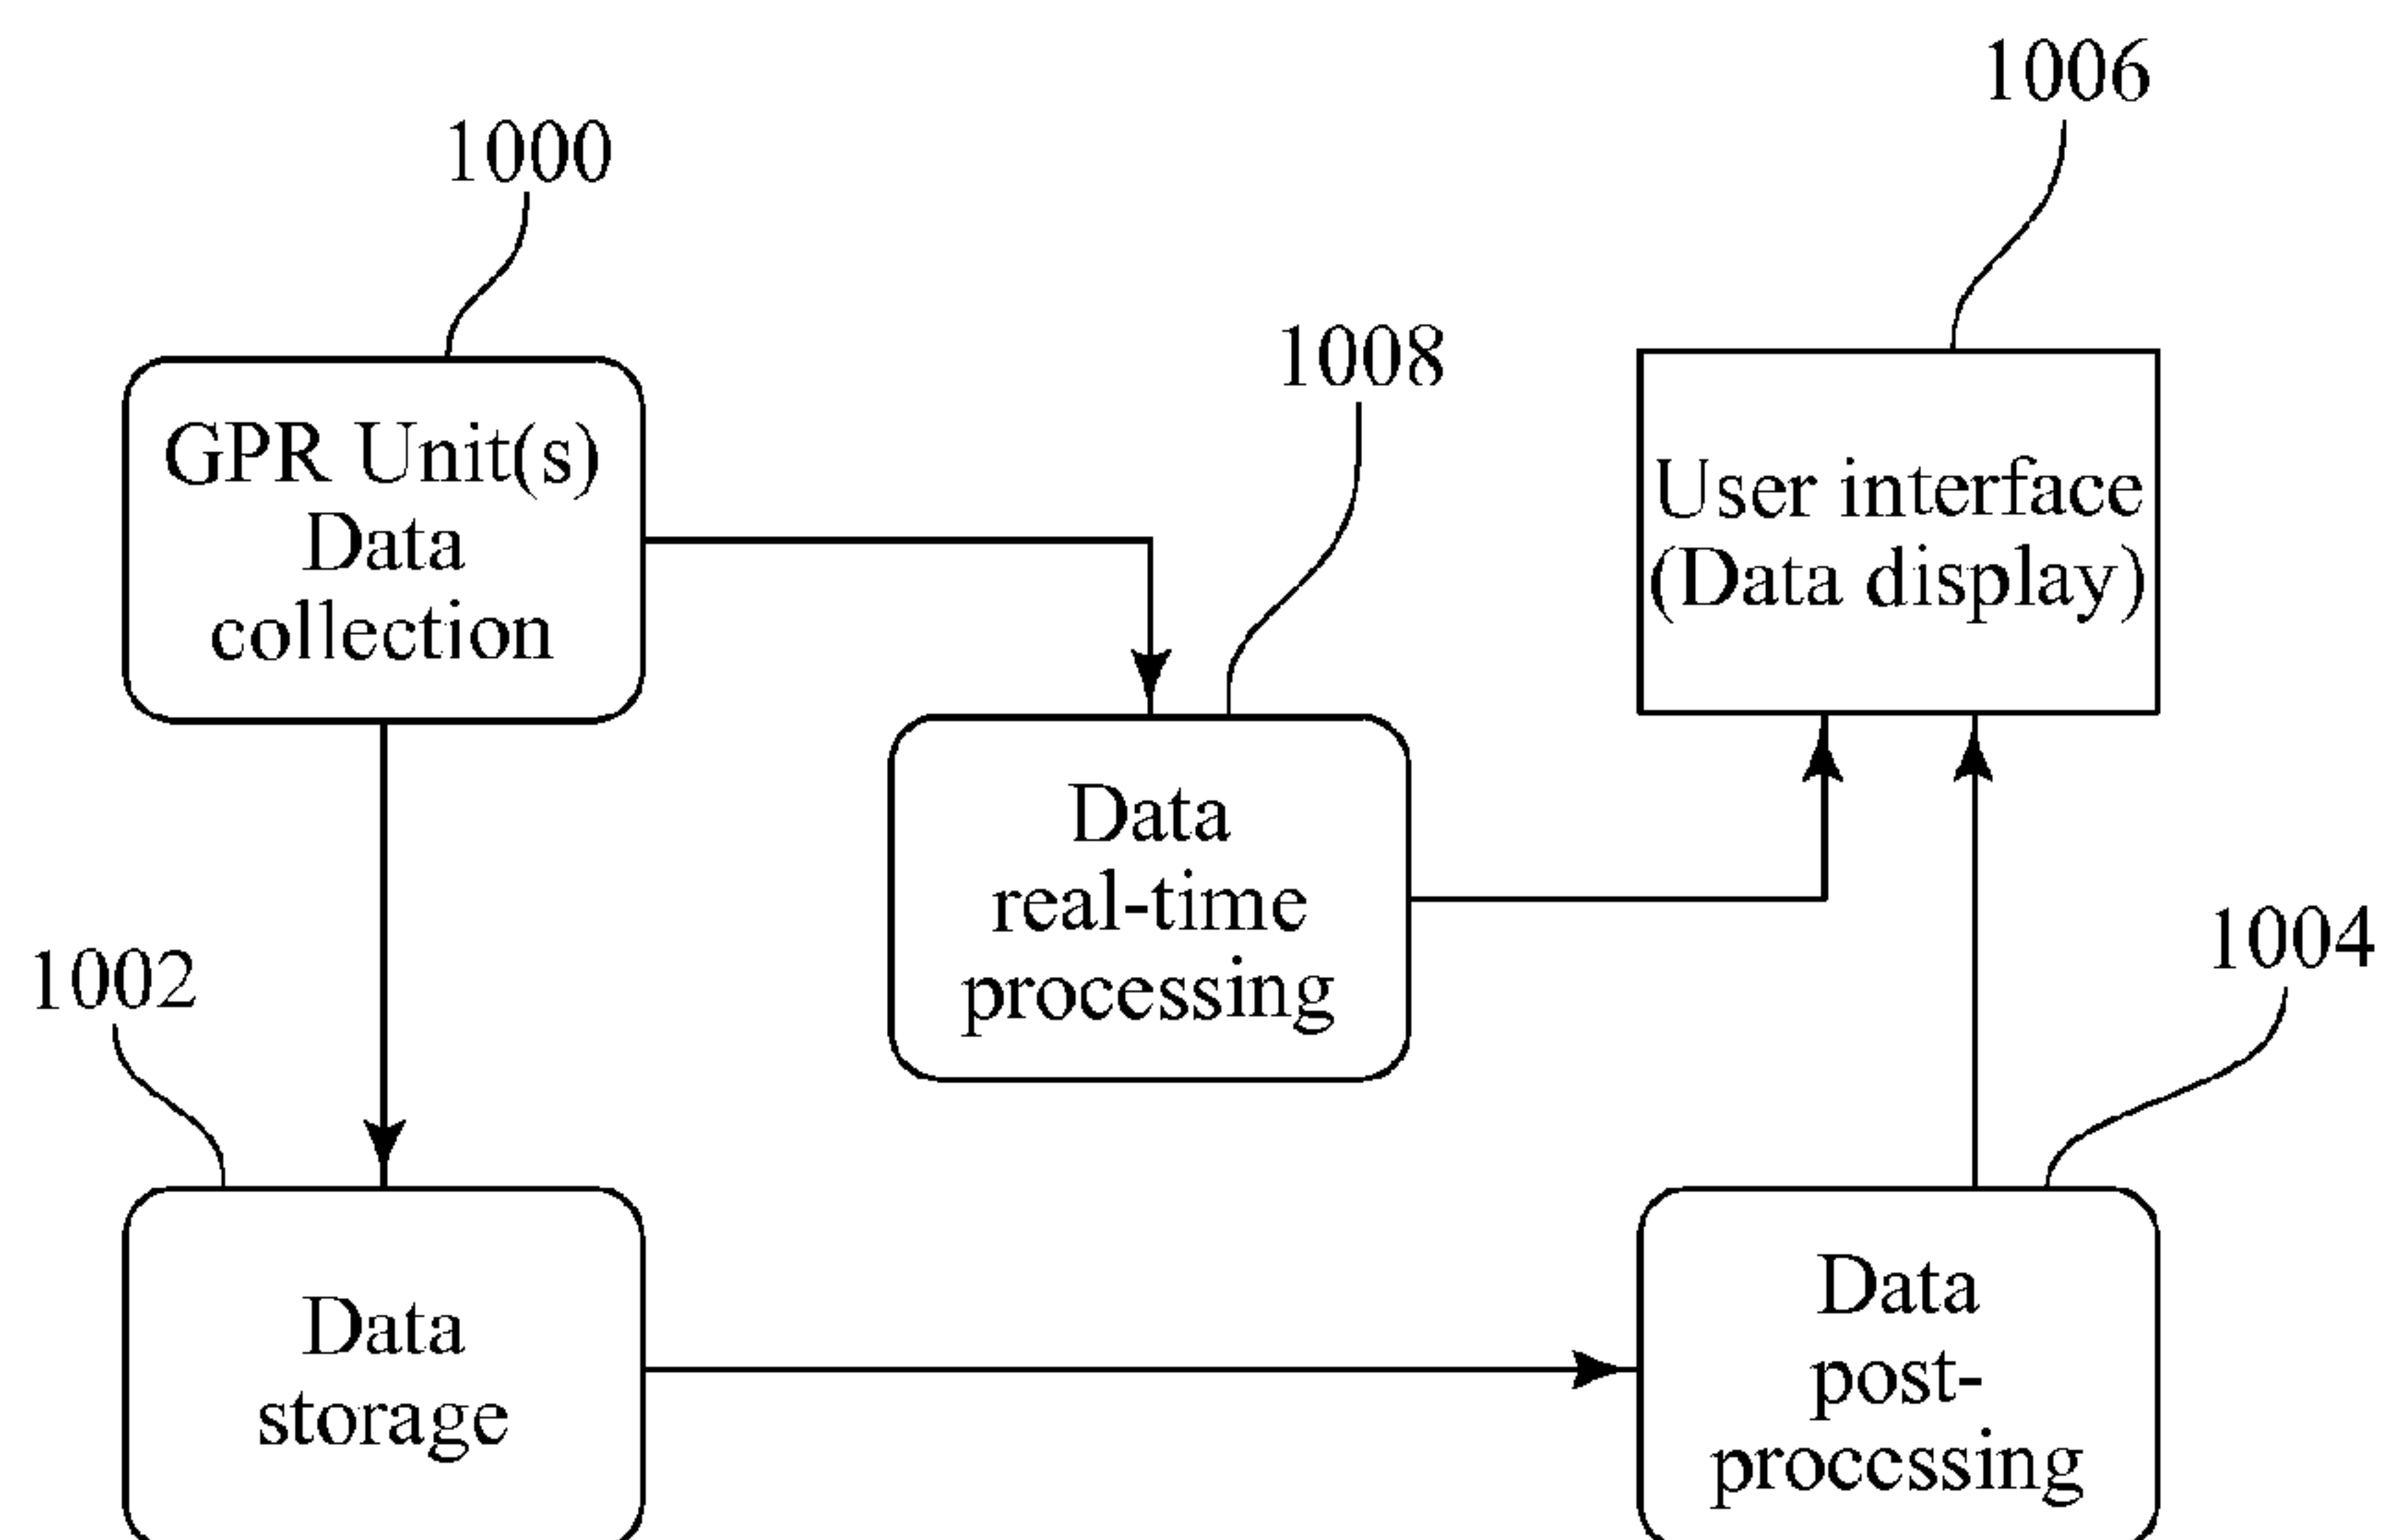 1006
1000
1008
GPR Unit(s)
Data
collection
User interface
(Data display)
Data
real-time
processing
1002
1004
Data
storage
Data
post-
processing